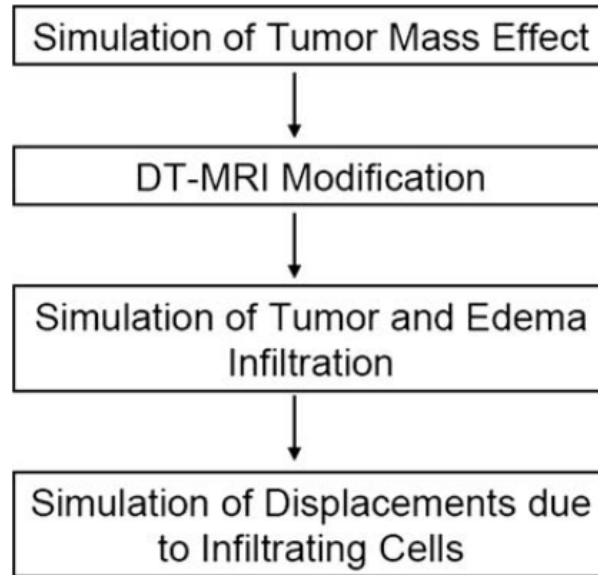 Simulation of Tumor Mass Effect
DT-MRI Modification
Simulation of Tumor and Edema
Infiltration
Simulation of Displacements due
to Infiltrating Cells